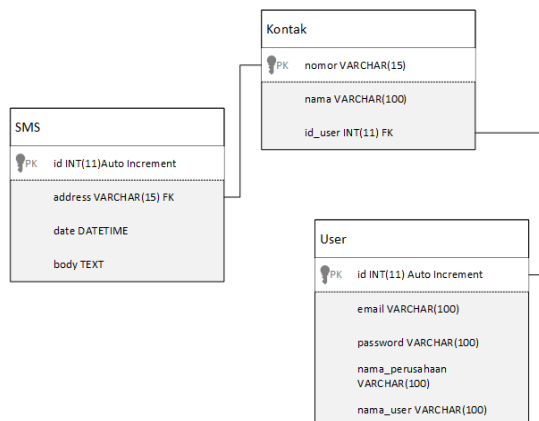 Kontak
PK nomor VARCHAR(15)
nama VARCHAR(100)
id_user INT(11) FK
SMS
PK id INT(11)Auto Increment
address VARCHAR(15) FK
date DATETIME
body TEXT
User
PK id INT(11) Auto Increment
email VARCHAR(100)
password VARCHAR(100)
nama_perusahaan
VARCHAR(100)
nama_user VARCHAR(100)